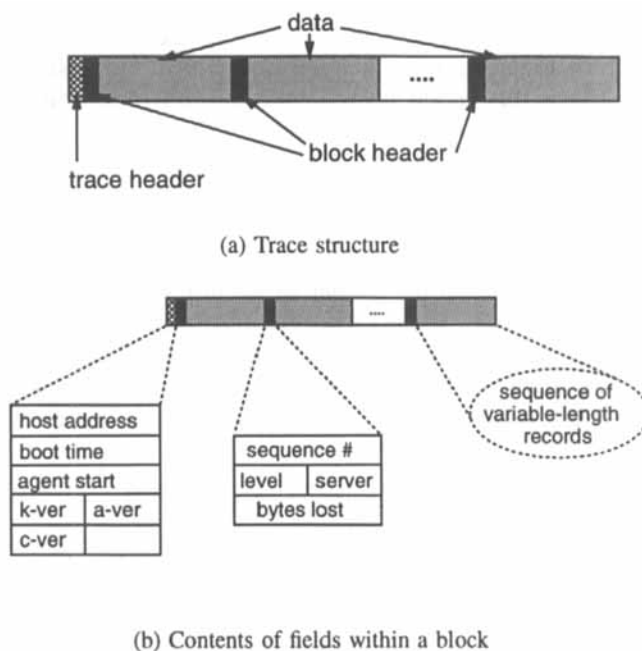 data
....
block header
trace header
(a) Trace structure
....
host address
boot time
agent start
k-ver a-ver
c-ver
sequence #
level server
bytes lost
sequence of
variable-length
records
(b) Contents of fields within a block